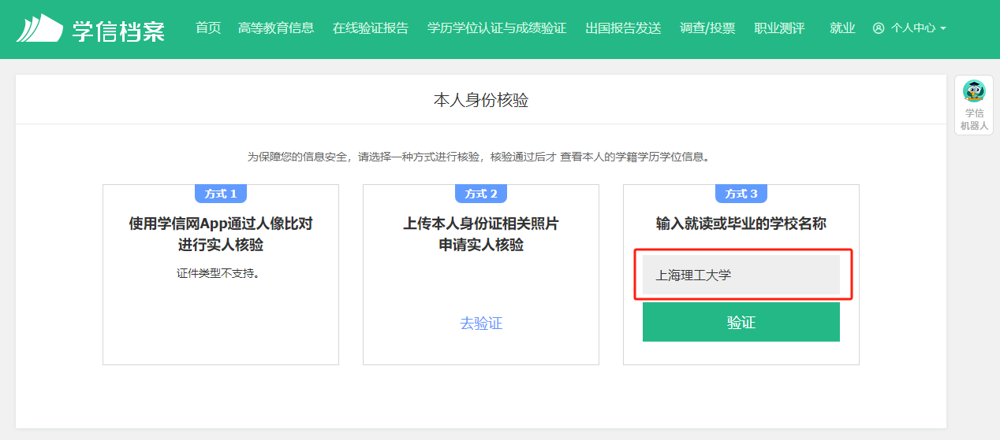 学信档案
首页 高等教育信息 在线验证报告 学历学位认证与成绩验证 出国报告发送 调查/投票 职业测评 就业 个人中心
学信
机器人
本人身份核验
为保障您的信息安全，请选择一种方式进行核验，核验通过后才 查看本人的学籍学历学位信息。
方式 1
使用学信网App通过人像比对
进行实人核验
证件类型不支持。
方式 2
上传本人身份证相关照片
申请实人核验
去验证
方式 3
输入就读或毕业的学校名称
上海理工大学
验证